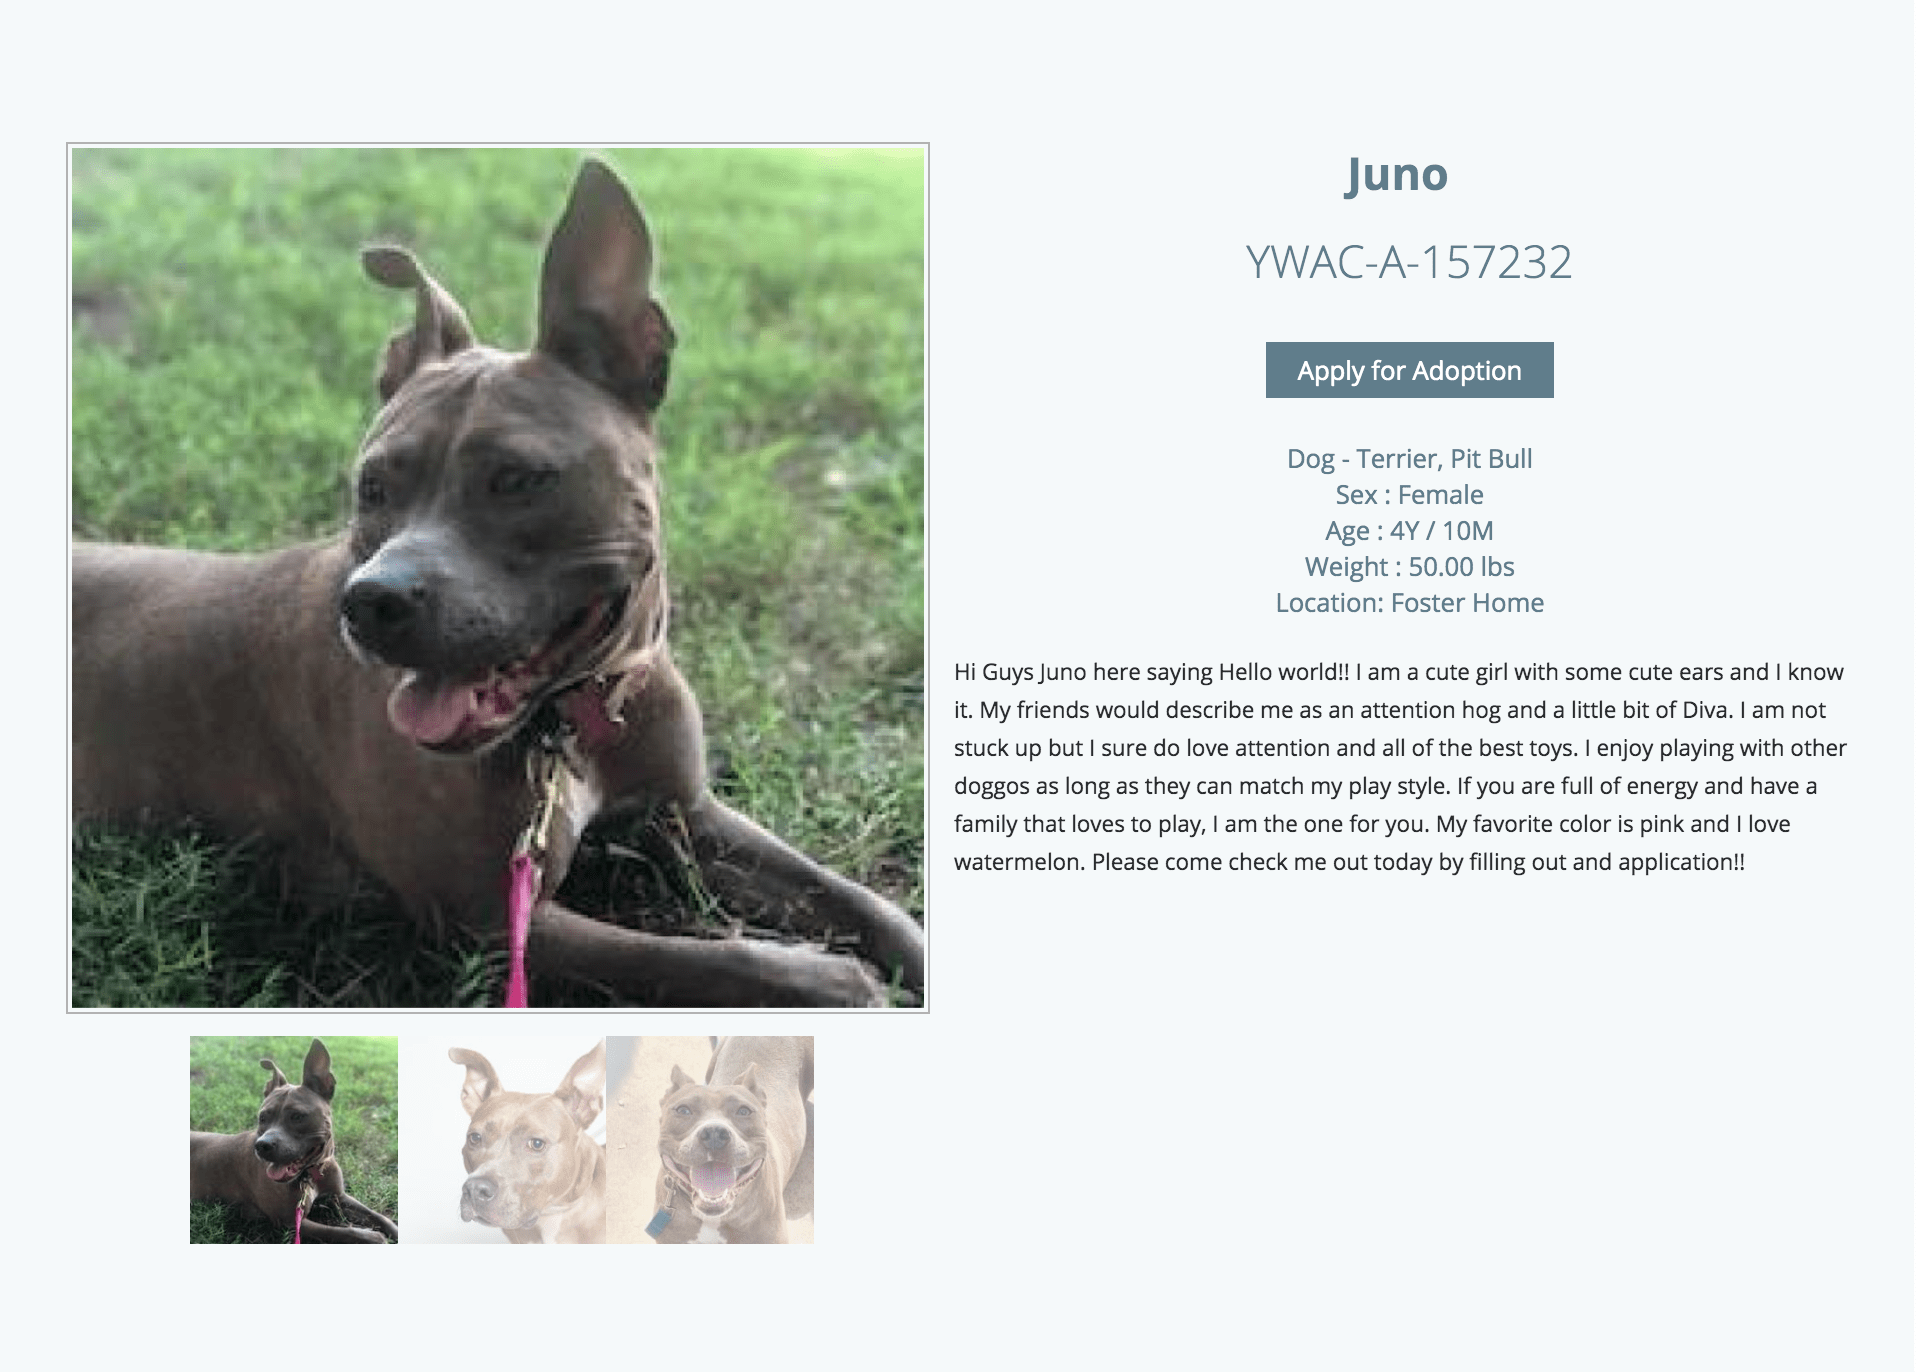 Juno
YWAC-A-157232
Apply for Adoption
Dog - Terrier, Pit Bull
Sex : Female
Age : 4Y / 10M
Weight : 50.00 lbs
Location: Foster Home
Hi Guys Juno here saying Hello world!! I am a cute girl with some cute ears and I know
it. My friends would describe me as an attention hog and a little bit of Diva. I am not
stuck up but I sure do love attention and all of the best toys. I enjoy playing with other
doggos as long as they can match my play style. If you are full of energy and have a
family that loves to play, I am the one for you. My favorite color is pink and I love
watermelon. Please come check me out today by filling out and application!!